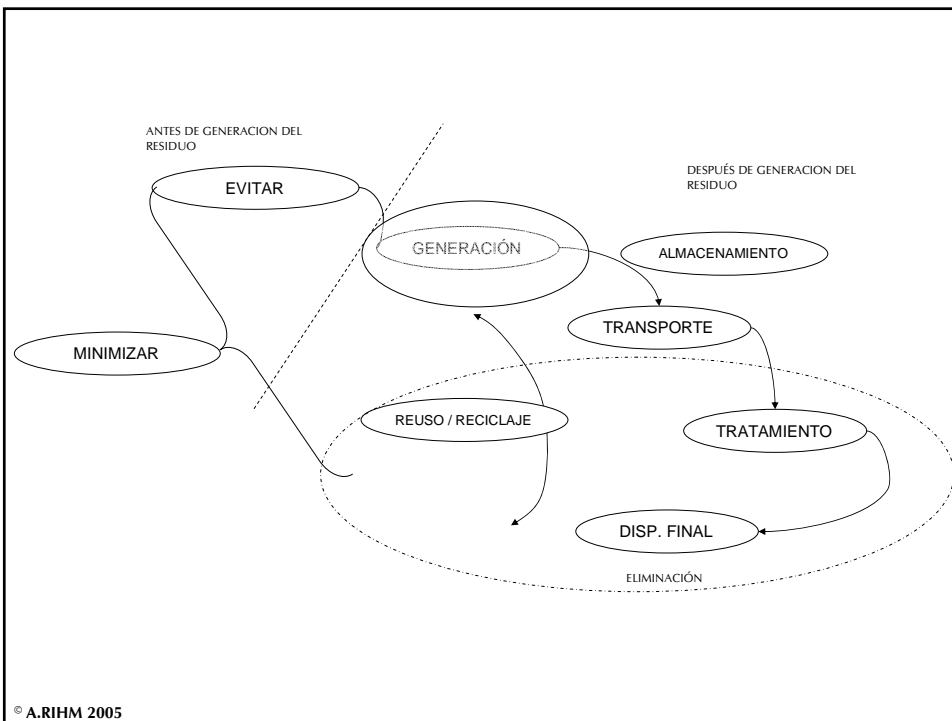 ANTES DE GENERACION DEL
RESIDUO
EVITAR
DESPUÉS DE GENERACION DEL
RESIDUO
GENERACIÓN
ALMACENAMIENTO
TRANSPORTE
MINIMIZAR
REUSO / RECICLAJE
TRATAMIENTO
DISP. FINAL
ELIMINACIÓN
© A.RIHM 2005